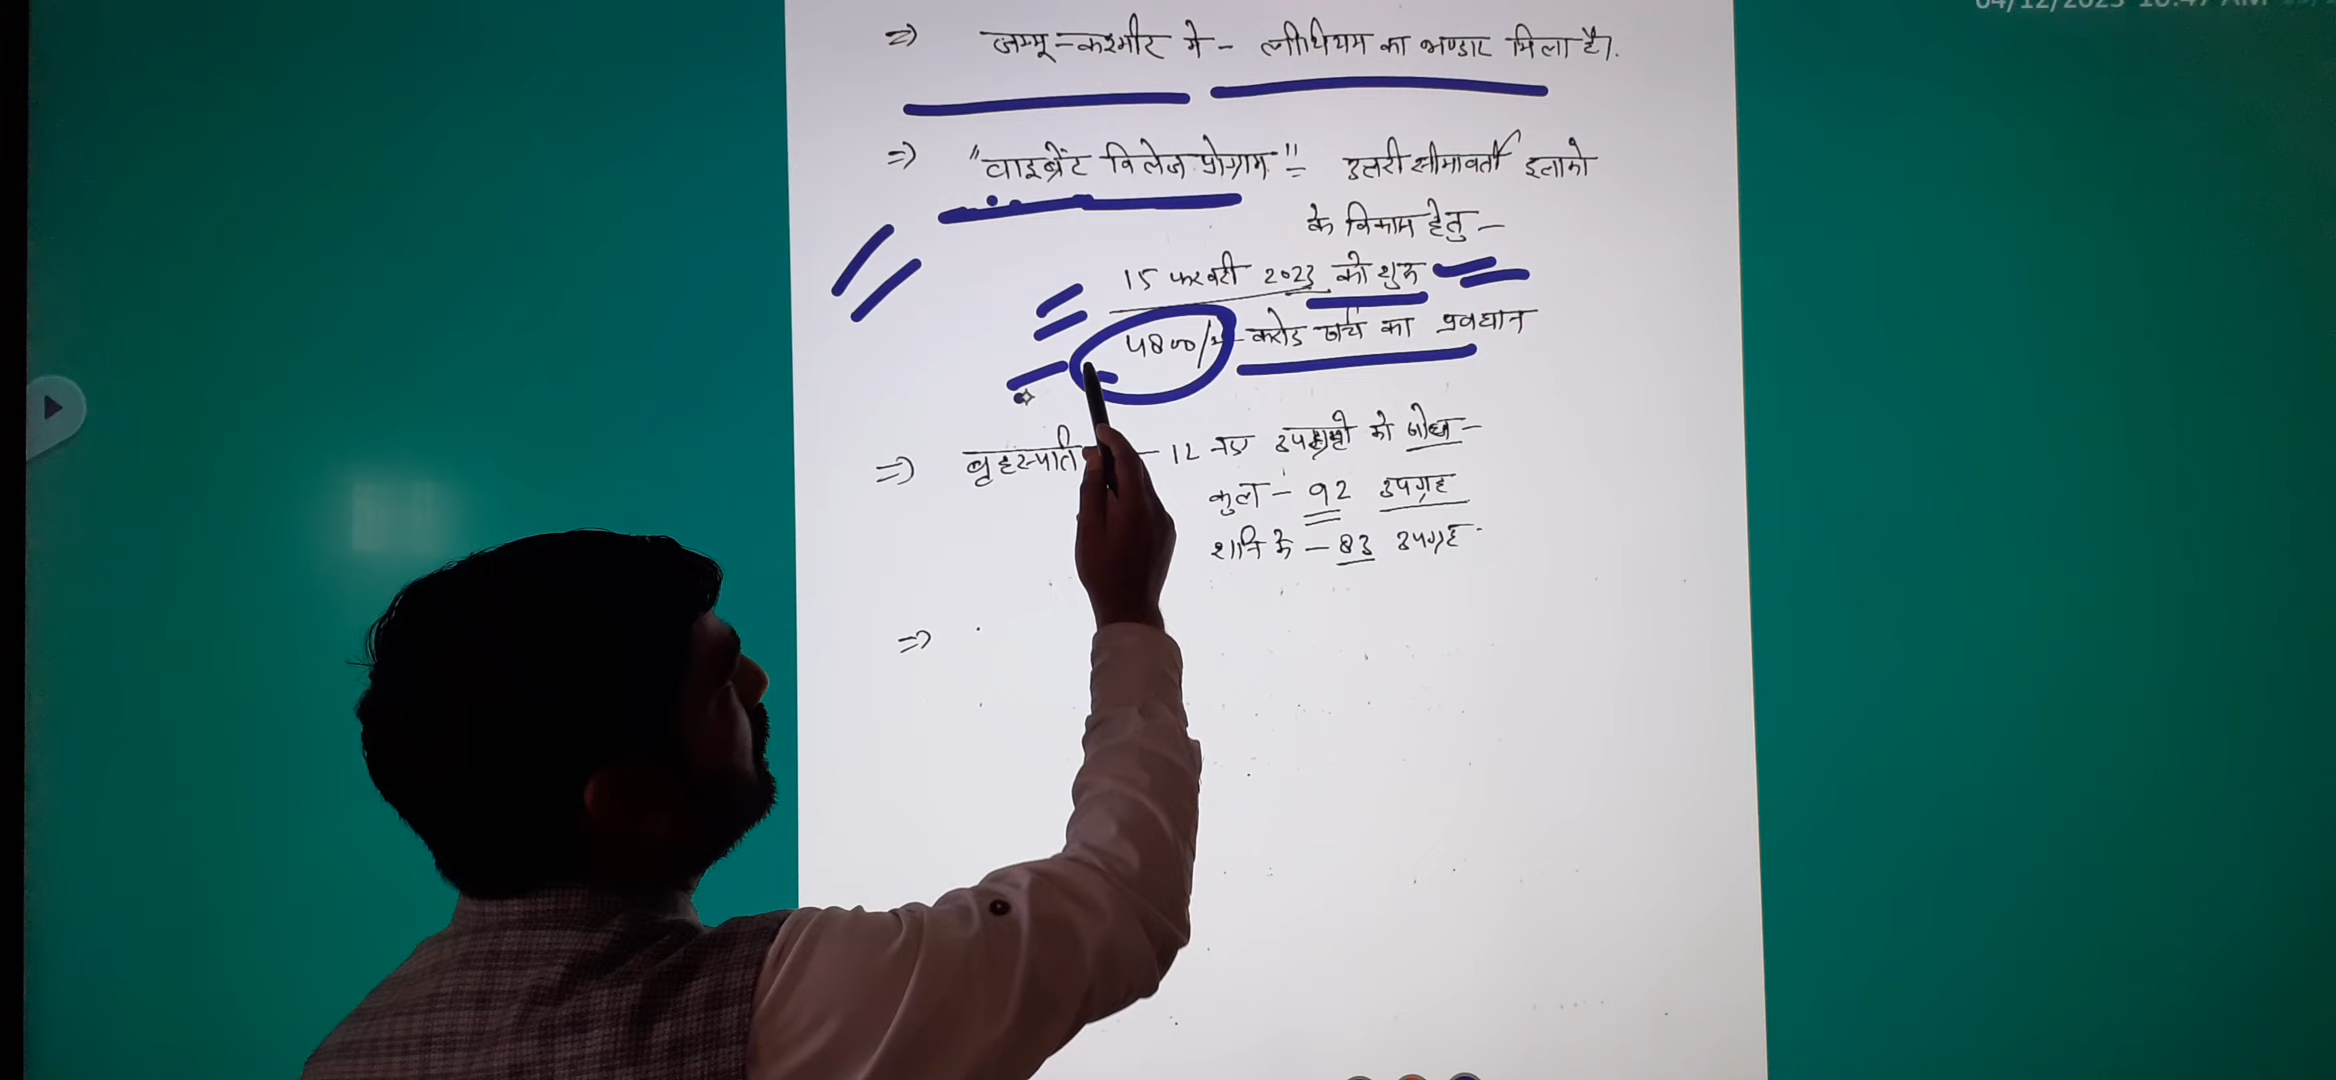 => जम्मू-कश्मीर मे - लीथियम का भण्डार मिला है।
=> "वाइब्रेंट विलेज प्रोग्राम" - उत्तरी सीमावर्ती इलाको
के विकास हेतु -
15 फरवरी 2023 को शुरू
4800/- करोड खर्च का प्रवधान
=> बृहस्पति - 12 नए उपग्रहो की खोज -
कुल - 92 उपग्रह
शनि के - 83 उपग्रह
=>